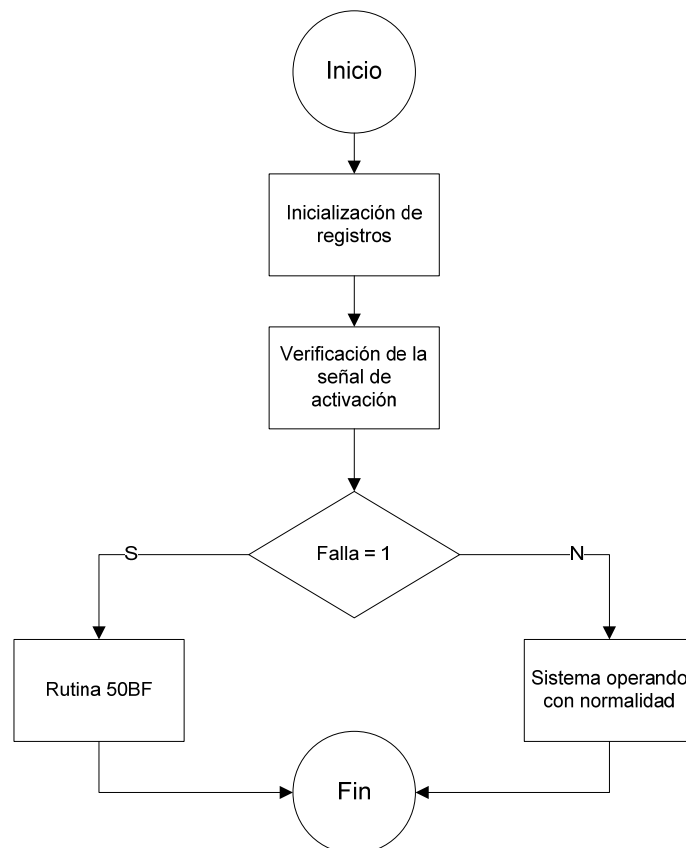 Inicio
Inicialización de
registros
Verificación de la
señal de
activación
Falla = 1
S
N
Rutina 50BF
Sistema operando
con normalidad
Fin